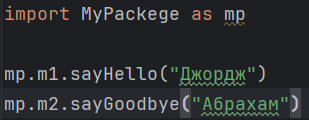 import MyPackege as mp
mp.m1.sayHello("Джордж")
mp.m2.sayGoodbye("Абрахам")